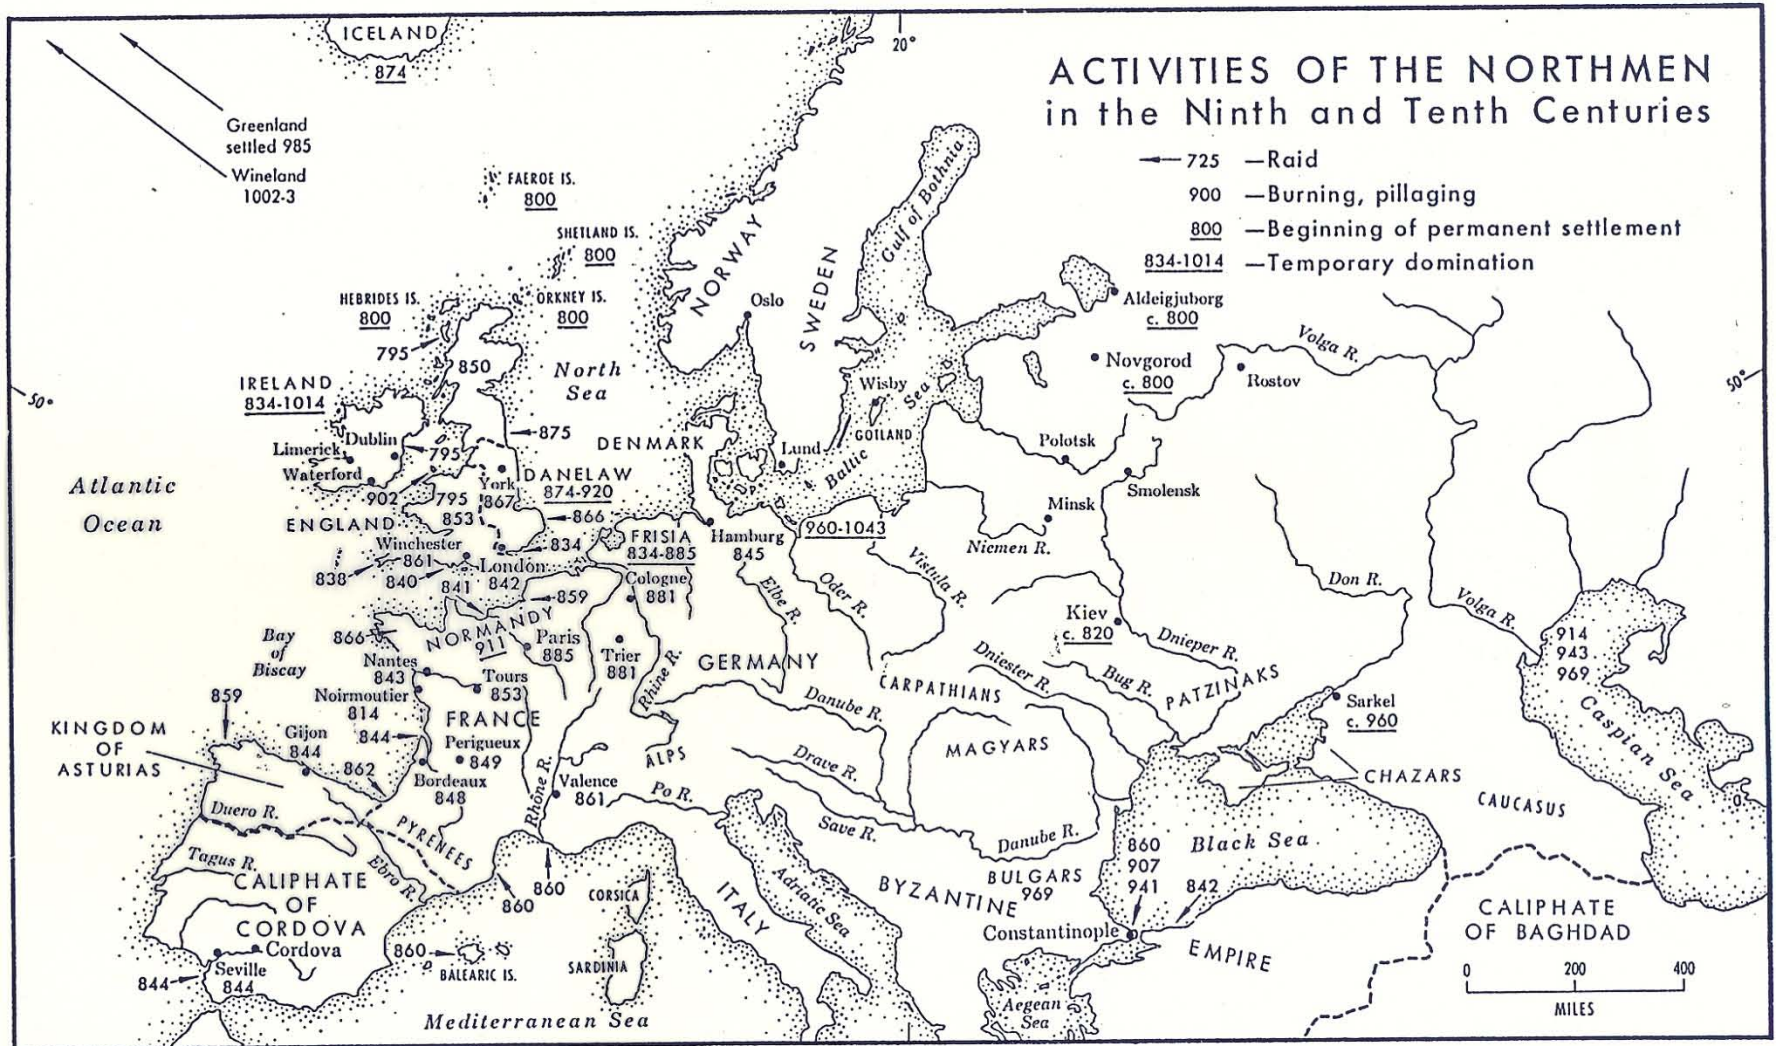 ACTIVITIES OF THE NORTHMEN
in the Ninth and Tenth Centuries
725 —Raid
900 —Burning, pillaging
800 —Beginning of permanent settlement
834-1014 —Temporary domination
ICELAND
874
20°
Greenland
settled 985
Wineland
1002-3
FAEROE IS.
800
SHETLAND IS.
800
HEBRIDES IS.
800
ORKNEY IS.
800
795
850
NORWAY
SWEDEN
Gulf of Bothnia
Oslo
Aldeigjuborg
c. 800
Novgorod
c. 800
Volga R.
Rostov
50°
50°
North
Sea
IRELAND
834-1014
Wisby
GOTLAND
Baltic
Sea
875
DENMARK
Lund
Polotsk
Smolensk
Minsk
Limerick
Dublin
Waterford
795
902
795
853
York
867
DANELAW
874-920
866
Atlantic
Ocean
ENGLAND
Winchester
861
London
842
834
838
840
841
FRISIA
834-885
Hamburg
845
960-1043
Niemen R.
Vistula R.
Oder R.
Elbe R.
Cologne
881
859
Don R.
Volga R.
Kiev
c. 820
Dnieper R.
Bug R.
Dniester R.
PATZINAKS
914
943
969
Caspian Sea
Bay
of
Biscay
866
NORMANDY
911
Paris
885
Trier
881
Rhine R.
GERMANY
Danube R.
CARPATHIANS
Nantes
843
Tours
853
Noirmoutier
814
FRANCE
844
Perigueux
849
Bordeaux
848
Sarkel
c. 960
CHAZARS
CAUCASUS
859
KINGDOM
OF
ASTURIAS
Gijon
844
862
ALPS
Valence
861
Rhône R.
Drave R.
MAGYARS
Po R.
Save R.
Danube R.
Duero R.
PYRENEES
Ebro R.
Tagus R.
CALIPHATE
OF
CORDOVA
Cordova
Seville
844
844
860
860
860
BALEARIC IS.
CORSICA
SARDINIA
ITALY
Adriatic Sea
Mediterranean Sea
BULGARS
969
BYZANTINE
EMPIRE
Black Sea
860
907
941
842
Constantinople
Aegean
Sea
CALIPHATE
OF BAGHDAD
0 200 400
MILES